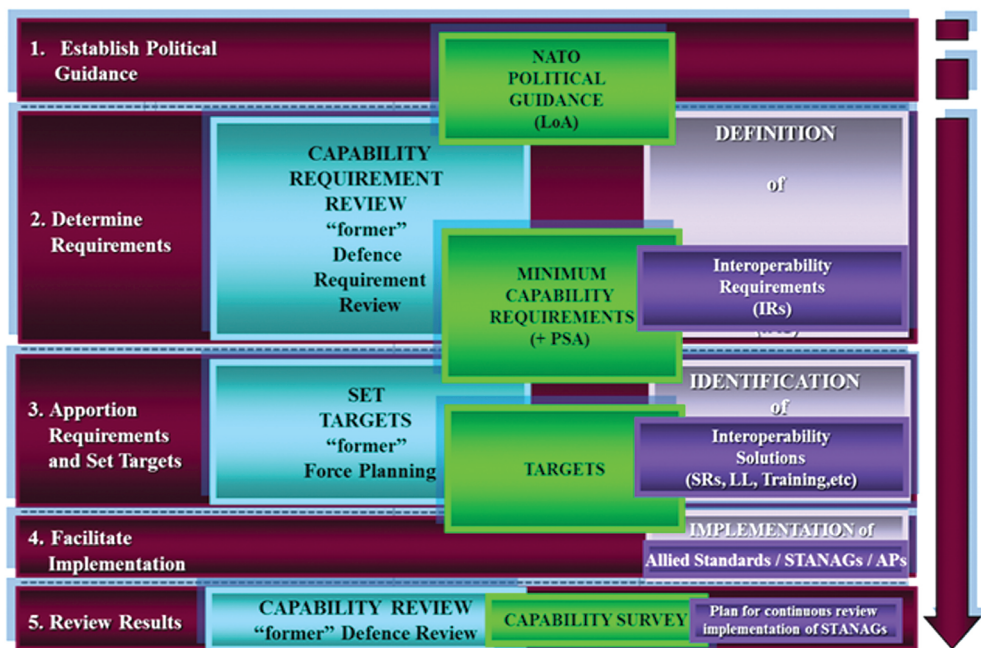 1. Establish Political
Guidance
NATO
POLITICAL
GUIDANCE
(LoA)
2. Determine
Requirements
CAPABILITY
REQUIREMENT
REVIEW
“former”
Defence
Requirement
Review
MINIMUM
CAPABILITY
REQUIREMENTS
(+ PSA)
DEFINITION
of
Interoperability
Requirements
(IRs)
3. Apportion
Requirements
and Set Targets
SET
TARGETS
“former”
Force Planning
TARGETS
IDENTIFICATION
of
Interoperability
Solutions
(SRs, LL, Training,etc)
4. Facilitate
Implementation
IMPLEMENTATION of
Allied Standards / STANAGs / APs
5. Review Results
CAPABILITY REVIEW
“former” Defence Review
CAPABILITY SURVEY
Plan for continuous review
implementation of STANAGs